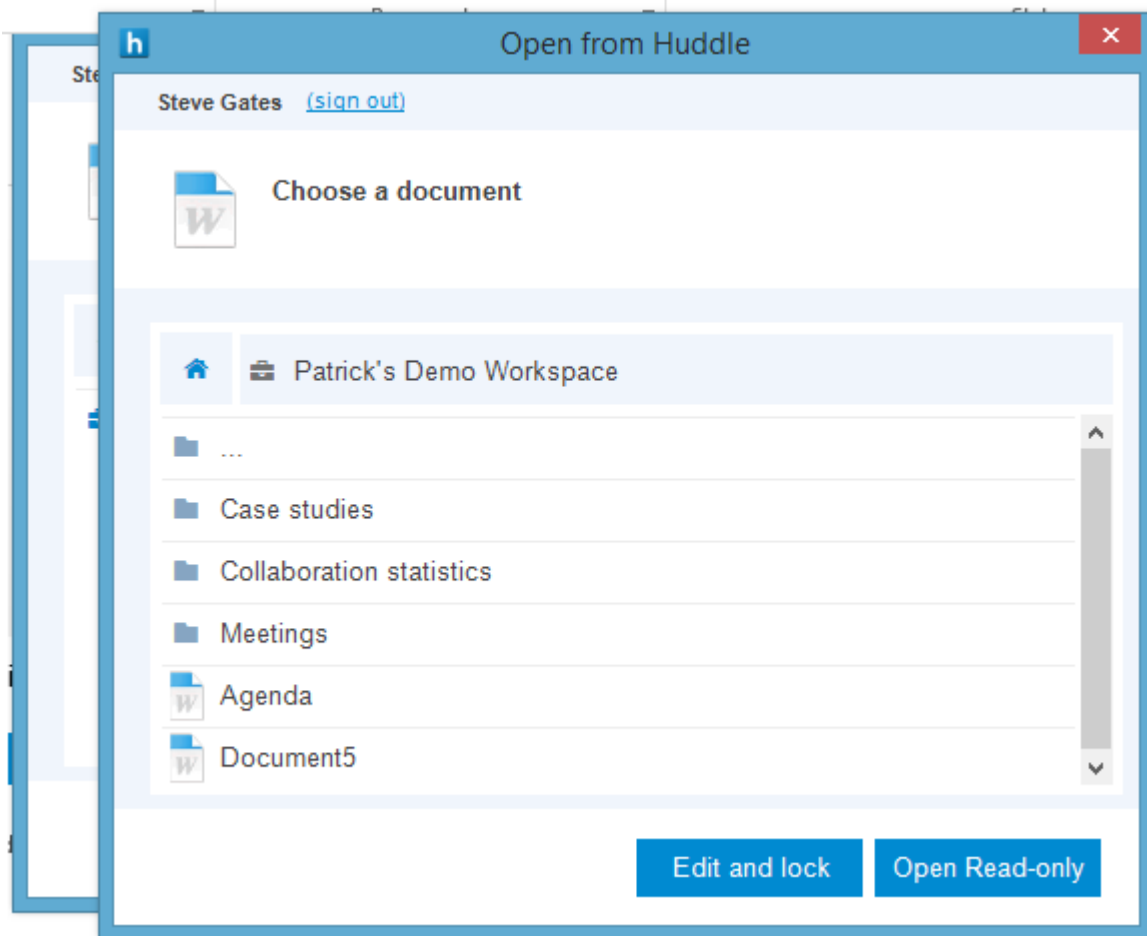 h Open from Huddle
Steve Gates (sign out)
W Choose a document
Patrick's Demo Workspace
...
Case studies
Collaboration statistics
Meetings
W Agenda
W Document5
Edit and lock Open Read-only